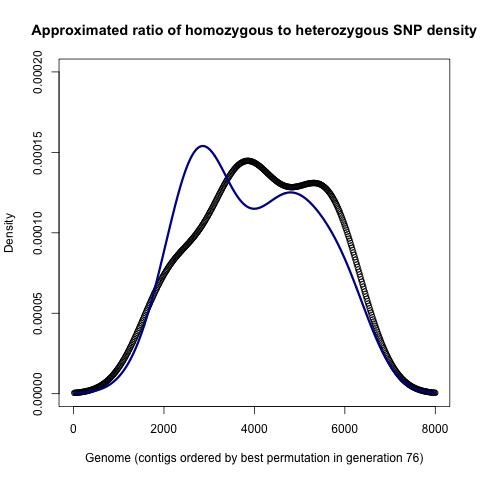 Approximated ratio of homozygous to heterozygous SNP density
0.00020
0.00015
0.00010
0.00005
0.00000
Density
0 2000 4000 6000 8000
Genome (contigs ordered by best permutation in generation 76)